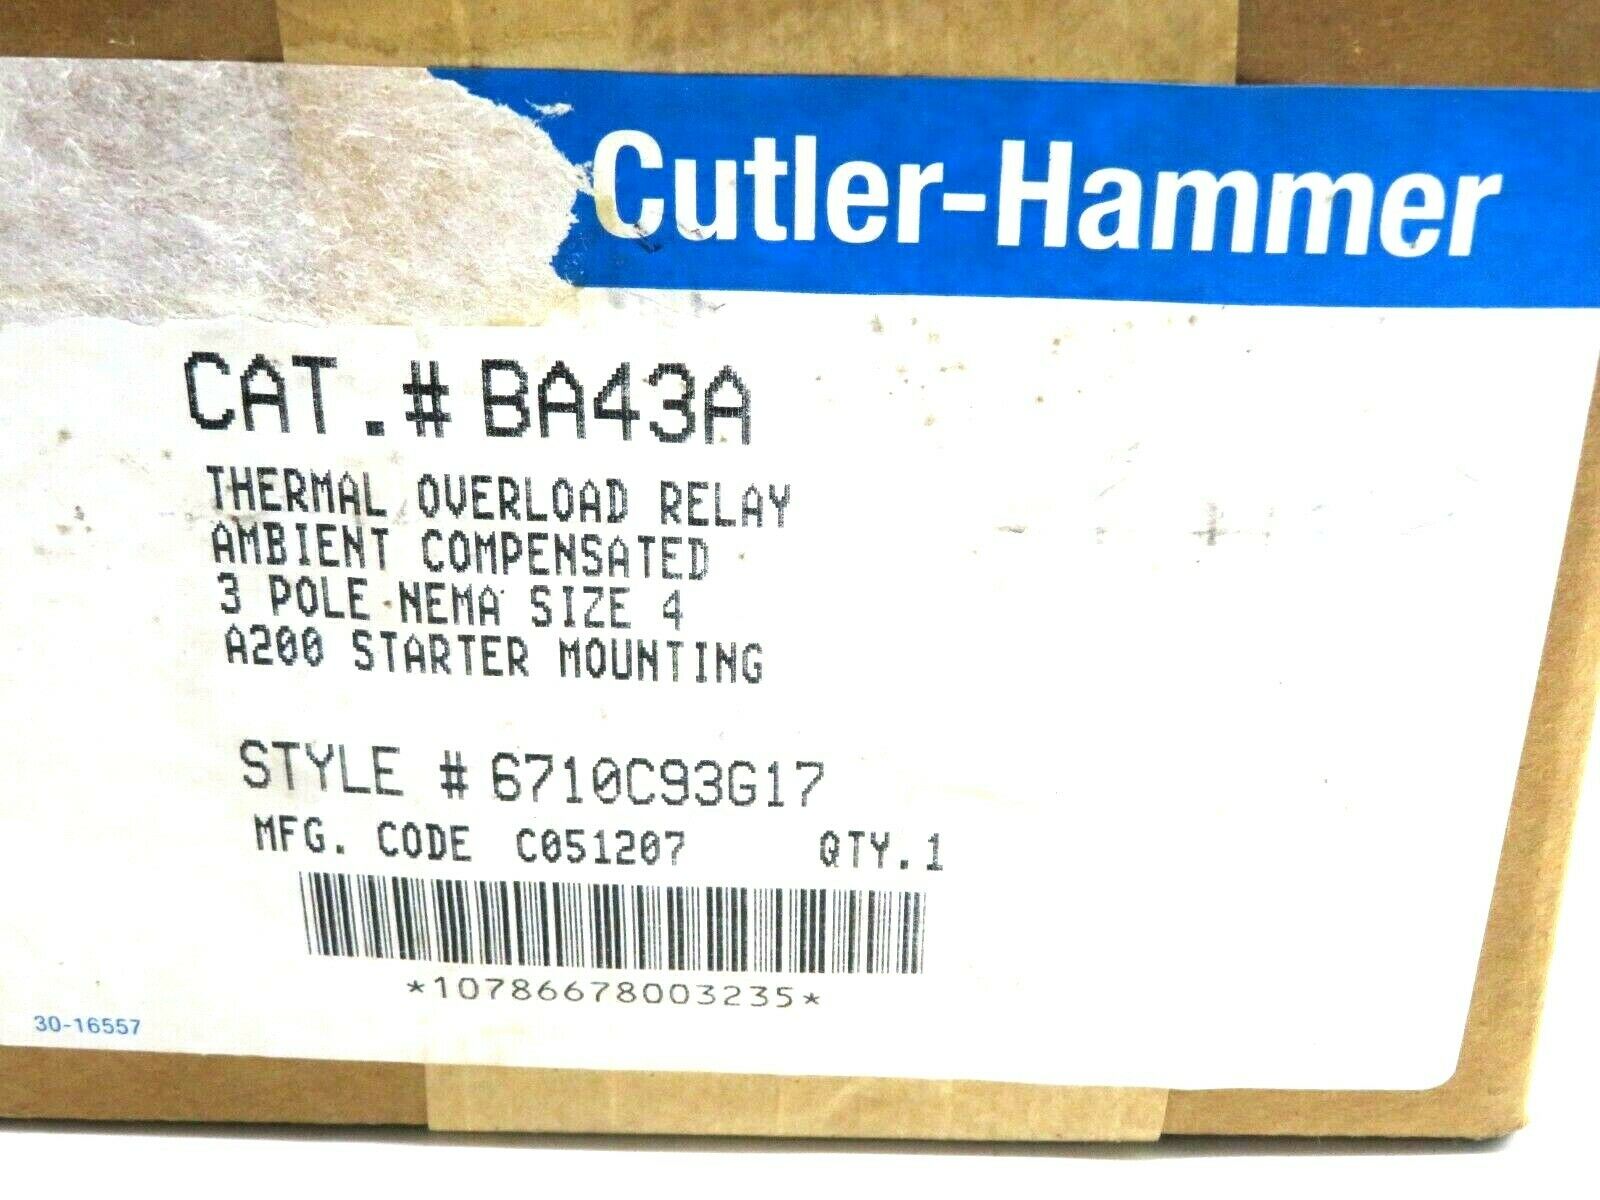 Cutler-Hammer
CAT.# BA43A
THERMAL OVERLOAD RELAY
AMBIENT COMPENSATED
3 POLE NEMA SIZE 4
A200 STARTER MOUNTING
STYLE # 6710C93G17
MFG. CODE C051207 QTY.1
*10786678003235*
30-16557